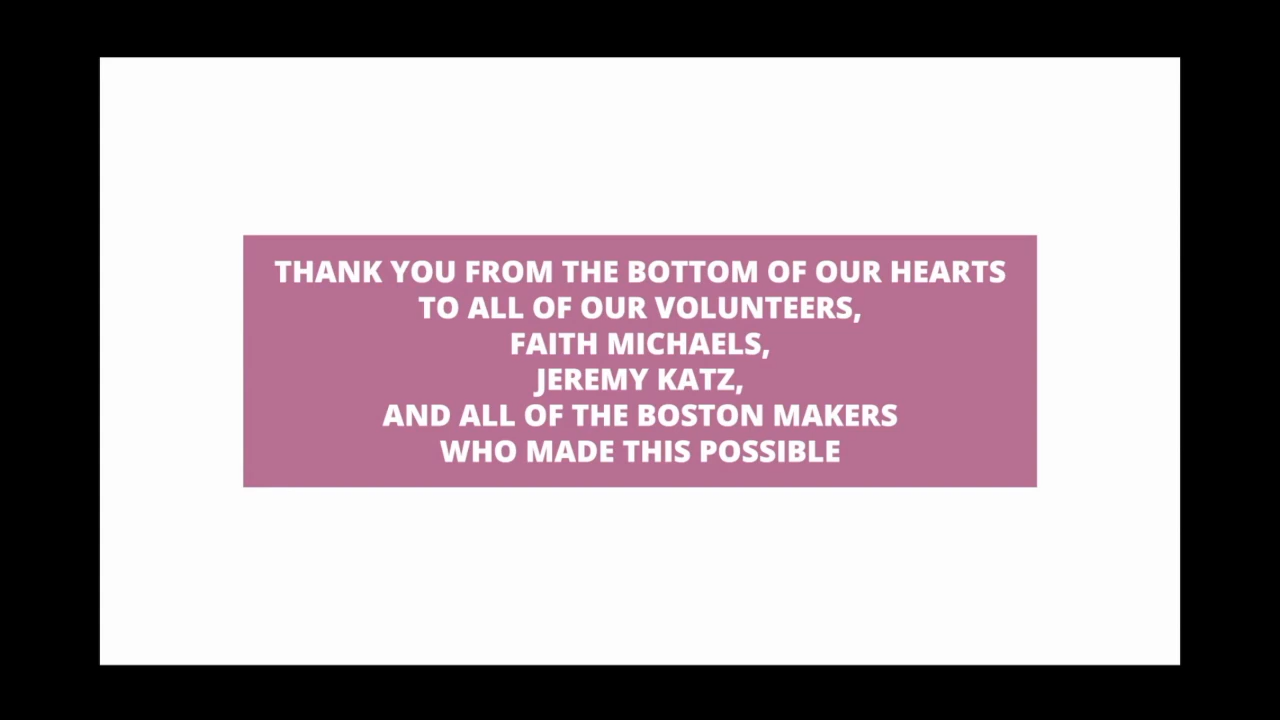 THANK YOU FROM THE BOTTOM OF OUR HEARTS
TO ALL OF OUR VOLUNTEERS,
FAITH MICHAELS,
JEREMY KATZ,
AND ALL OF THE BOSTON MAKERS
WHO MADE THIS POSSIBLE